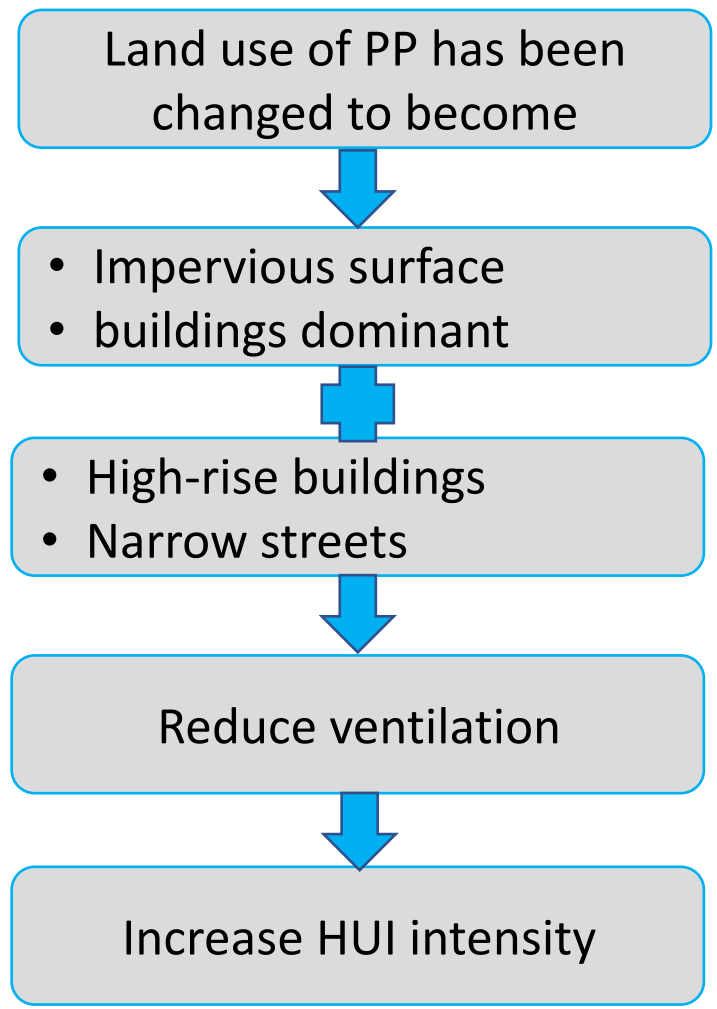 Land use of PP has been
changed to become
• Impervious surface
• buildings dominant
• High-rise buildings
• Narrow streets
Reduce ventilation
Increase HUI intensity